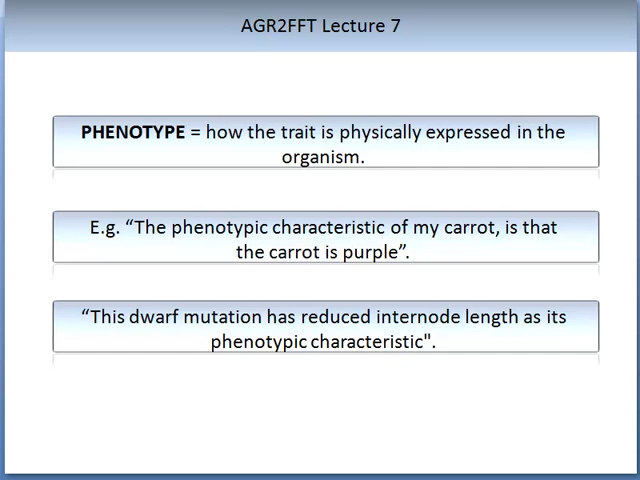 AGR2FFT Lecture 7
PHENOTYPE = how the trait is physically expressed in the
organism.
E.g. “The phenotypic characteristic of my carrot, is that
the carrot is purple”.
“This dwarf mutation has reduced internode length as its
phenotypic characteristic".